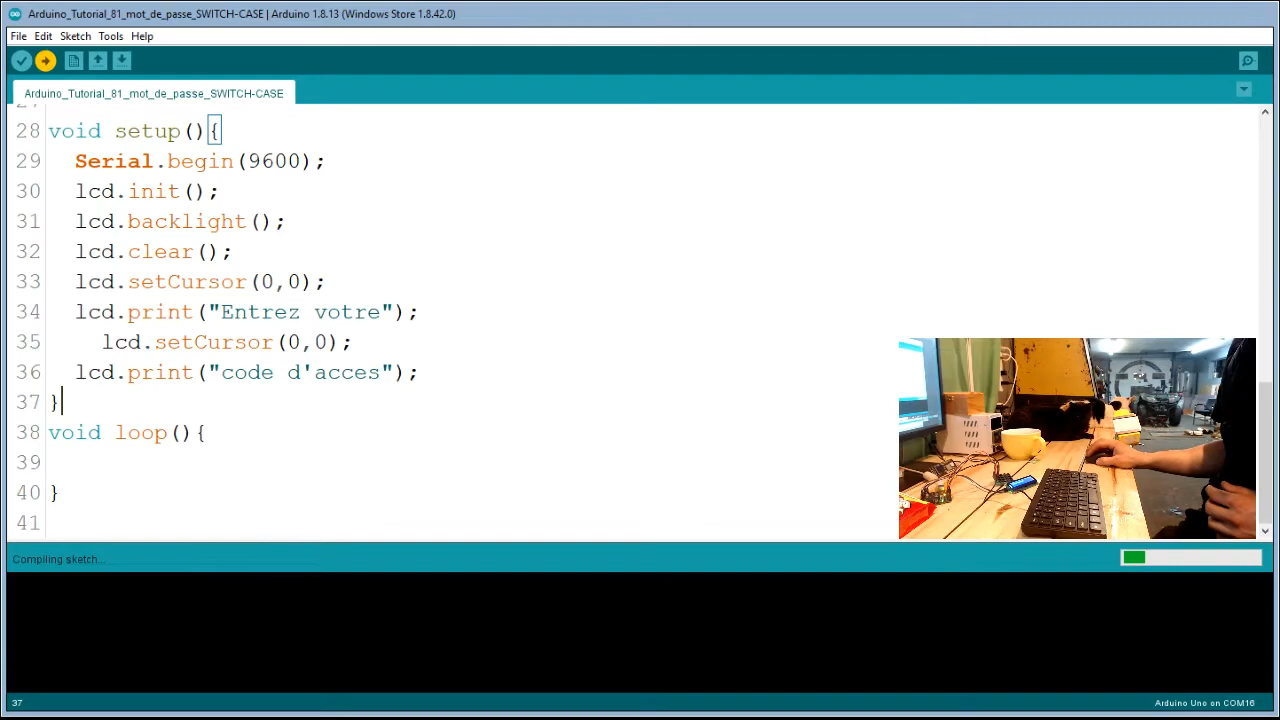 Arduino_Tutorial_81_mot_de_passe_SWITCH-CASE | Arduino 1.8.13 (Windows Store 1.8.42.0)
File Edit Sketch Tools Help
Arduino_Tutorial_81_mot_de_passe_SWITCH-CASE
28 void setup(){
29 Serial.begin(9600);
30 lcd.init();
31 lcd.backlight();
32 lcd.clear();
33 lcd.setCursor(0,0);
34 lcd.print("Entrez votre");
35 lcd.setCursor(0,0);
36 lcd.print("code d'acces");
37 }
38 void loop(){
39
40 }
41
Compiling sketch...
37 Arduino Uno on COM16